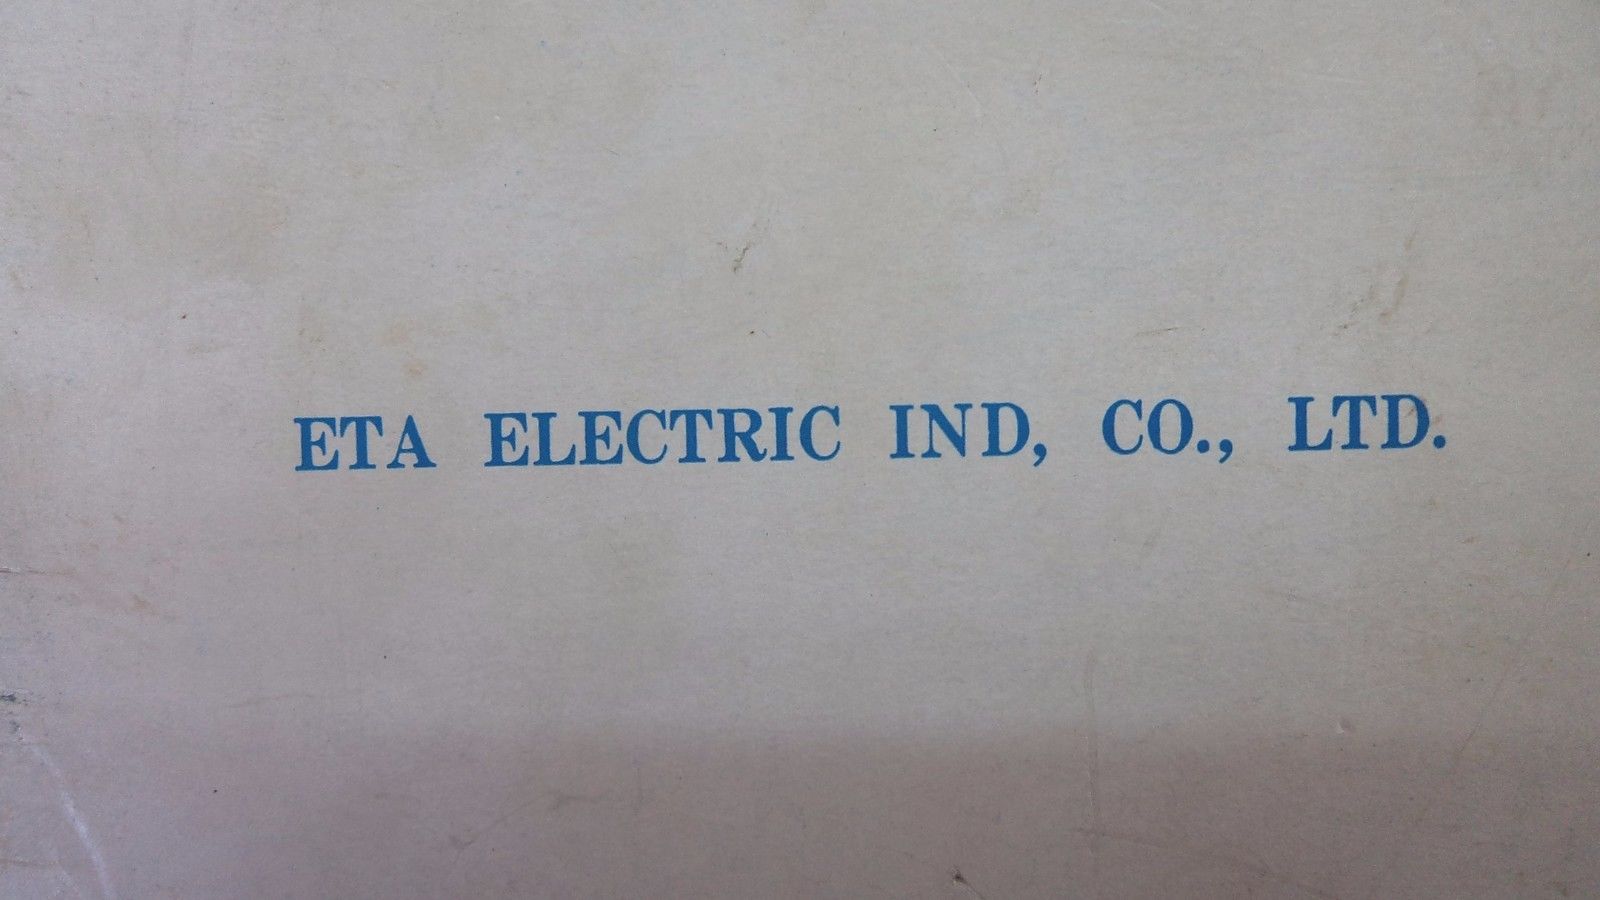 ETA ELECTRIC IND, CO., LTD.